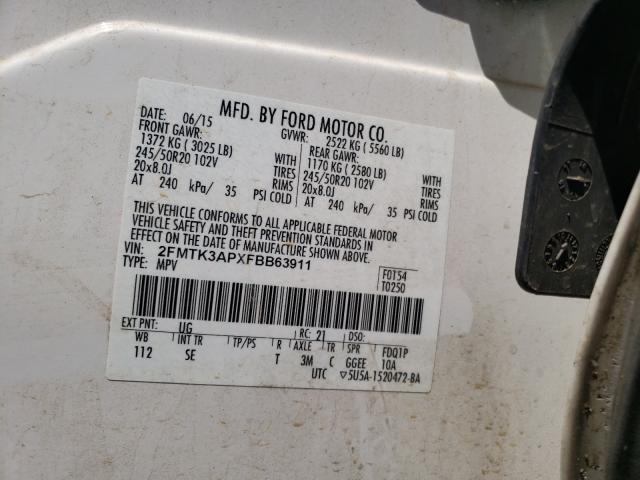 MFD. BY FORD MOTOR CO.
DATE: 06/15 GVWR: 2522 KG ( 5560 LB)
FRONT GAWR: REAR GAWR:
1372 KG ( 3025 LB) WITH 1170 KG ( 2580 LB) WITH
245/50R20 102V TIRES 245/50R20 102V TIRES
20x8.0J RIMS 20x8.0J RIMS
AT 240 kPa/ 35 PSI COLD AT 240 kPa/ 35 PSI COLD
THIS VEHICLE CONFORMS TO ALL APPLICABLE FEDERAL MOTOR
VEHICLE SAFETY AND THEFT PREVENTION STANDARDS IN
EFFECT ON THE DATE OF MANUFACTURE SHOWN ABOVE.
VIN: 2FMTK3APXFBB63911
TYPE: MPV
F0154
T0250
EXT PNT: UG RC: 21 DSO:
WB INT TR TP/PS R AXLE TR SPR FDQ1P
112 SE T 3M C GGEE 10A
UTC ▽5U5A-1520472-BA